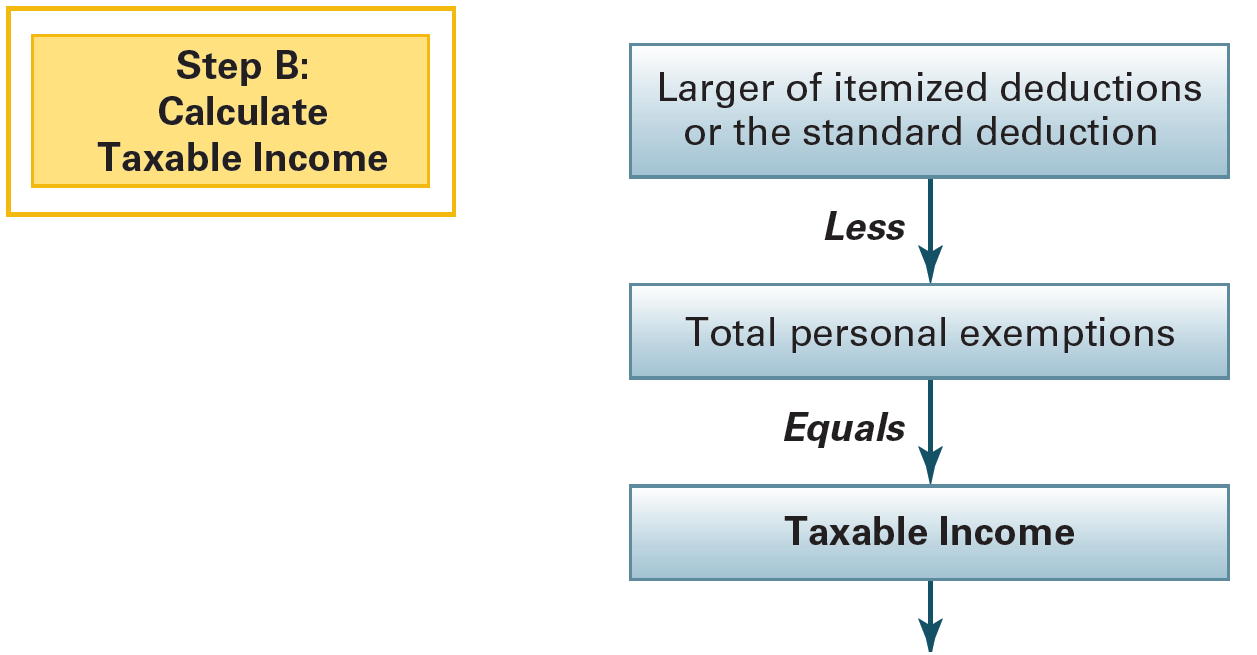 Step B:
Calculate
Taxable Income
Larger of itemized deductions
or the standard deduction
Less
Total personal exemptions
Equals
Taxable Income